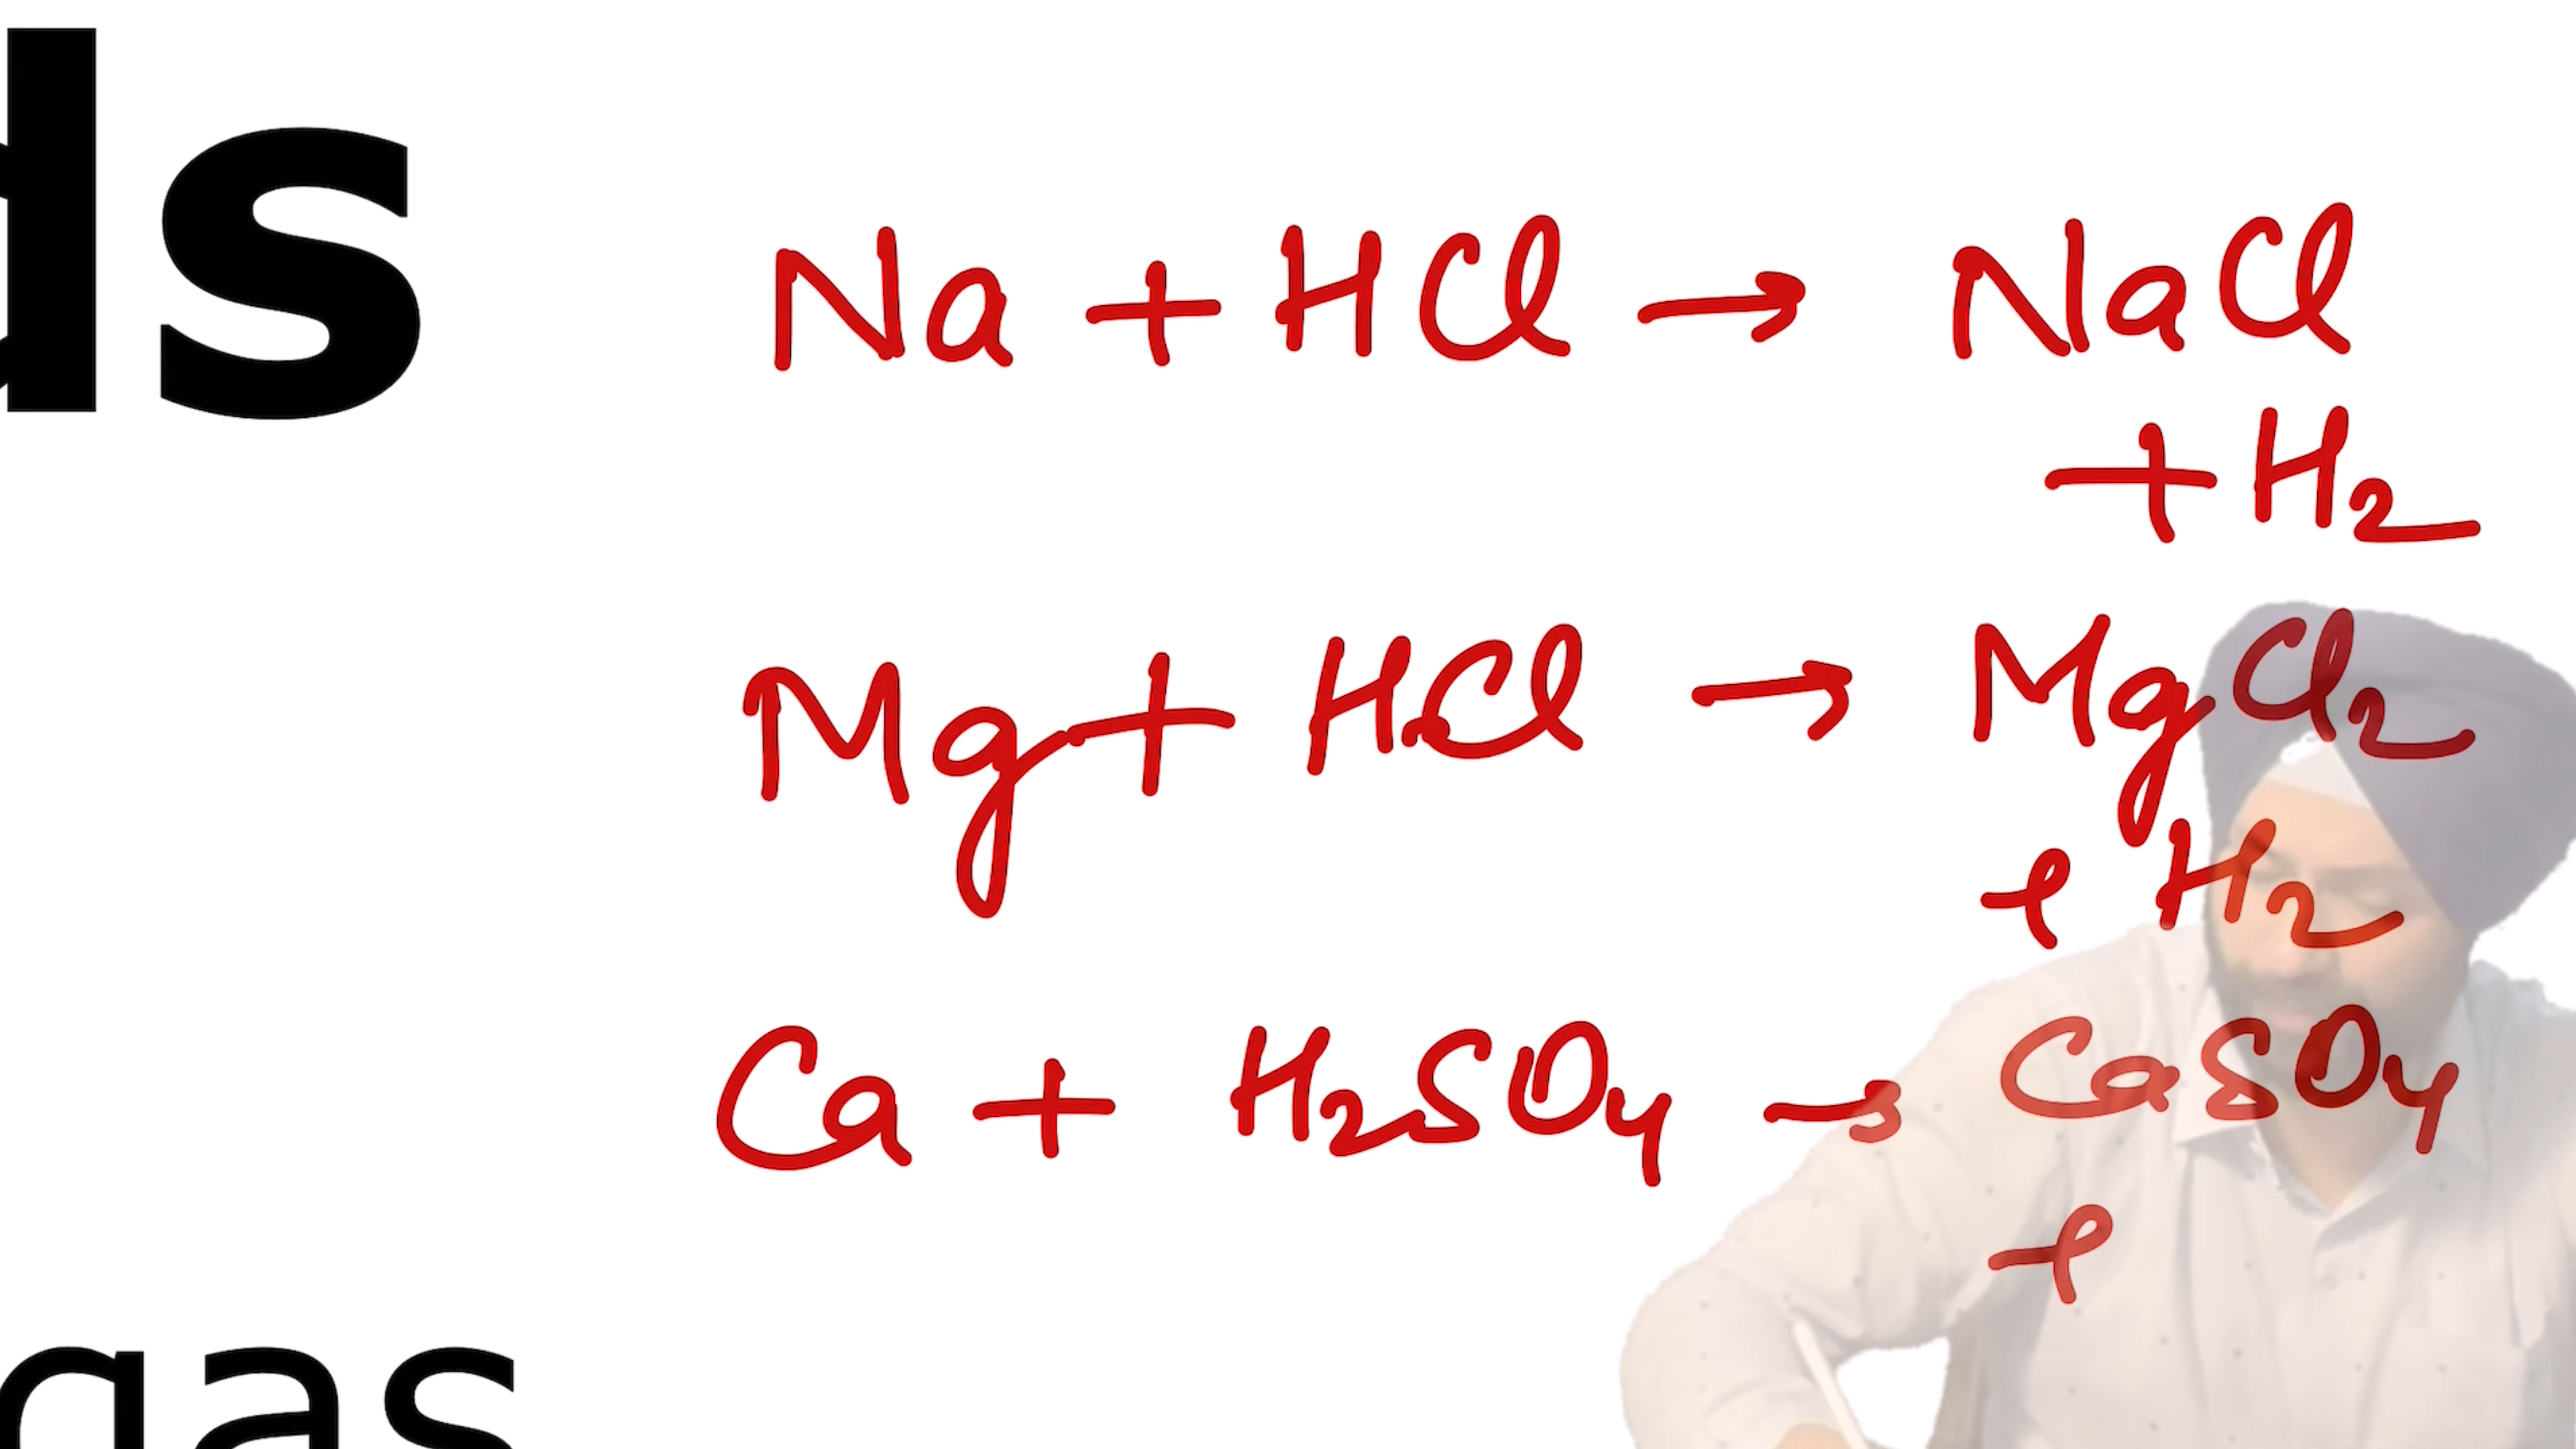 ds
Na + HCl → NaCl
+ H₂
Mg + HCl → MgCl₂
+ H₂
Ca + H₂SO₄ → CaSO₄
+
gas